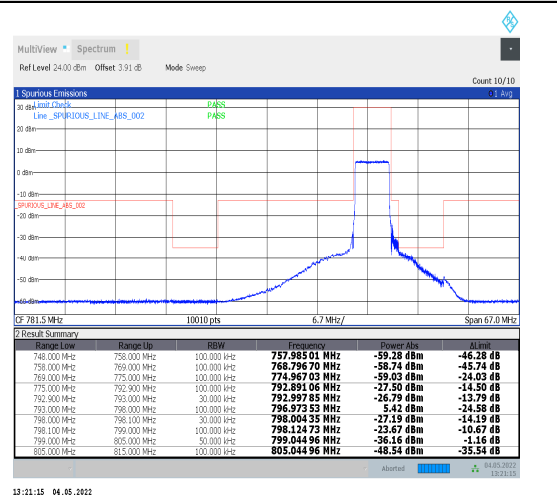 MultiView Spectrum !
Ref Level 24.00 dBm Offset 3.91 dB Mode Sweep
Count 10/10
1 Spurious Emissions 1 Avg
30 dBm Limit Check PASS
Line _SPURIOUS_LINE_ABS_002 PASS
20 dBm
10 dBm
0 dBm
-10 dBm
_SPURIOUS_LINE_ABS_002
-20 dBm
-30 dBm
-40 dBm
-50 dBm
-60 dBm
CF 781.5 MHz 10010 pts 6.7 MHz/ Span 67.0 MHz
2 Result Summary
Range Low Range Up RBW Frequency Power Abs ΔLimit
748.000 MHz 758.000 MHz 100.000 kHz 757.985 01 MHz -59.28 dBm -46.28 dB
758.000 MHz 769.000 MHz 100.000 kHz 768.796 70 MHz -58.74 dBm -45.74 dB
769.000 MHz 775.000 MHz 100.000 kHz 774.967 03 MHz -59.03 dBm -24.03 dB
775.000 MHz 792.900 MHz 100.000 kHz 792.891 06 MHz -27.50 dBm -14.50 dB
792.900 MHz 793.000 MHz 30.000 kHz 792.997 85 MHz -26.79 dBm -13.79 dB
793.000 MHz 798.000 MHz 100.000 kHz 796.973 53 MHz 5.42 dBm -24.58 dB
798.000 MHz 798.100 MHz 30.000 kHz 798.004 35 MHz -27.19 dBm -14.19 dB
798.100 MHz 799.000 MHz 100.000 kHz 798.124 73 MHz -23.67 dBm -10.67 dB
799.000 MHz 805.000 MHz 50.000 kHz 799.044 96 MHz -36.16 dBm -1.16 dB
805.000 MHz 815.000 MHz 100.000 kHz 805.044 96 MHz -48.54 dBm -35.54 dB
Aborted 04.05.2022
13:21:15
13:21:15 04.05.2022